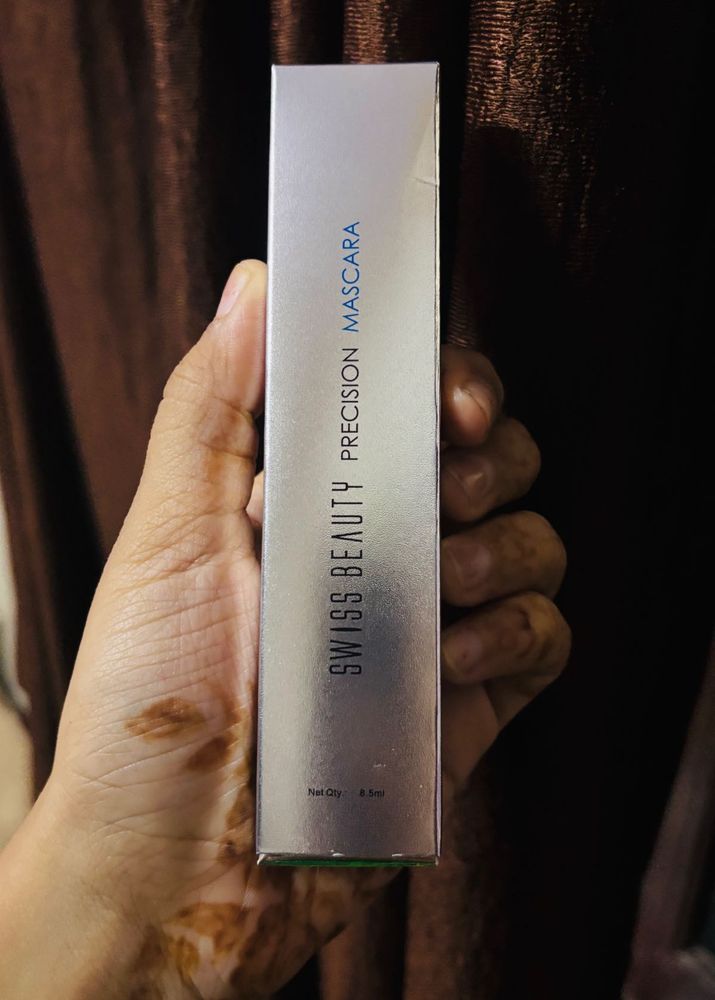 SWISS BEAUTY PRECISION MASCARA
Net Qty.: 8.5ml